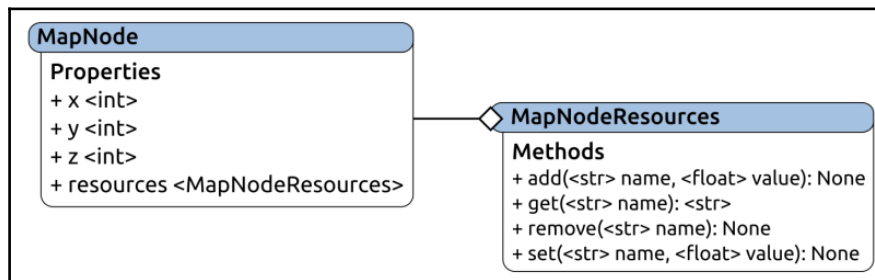 MapNode
Properties
+ x <int>
+ y <int>
+ z <int>
+ resources <MapNodeResources>
MapNodeResources
Methods
+ add(<str> name, <float> value): None
+ get(<str> name): <str>
+ remove(<str> name): None
+ set(<str> name, <float> value): None